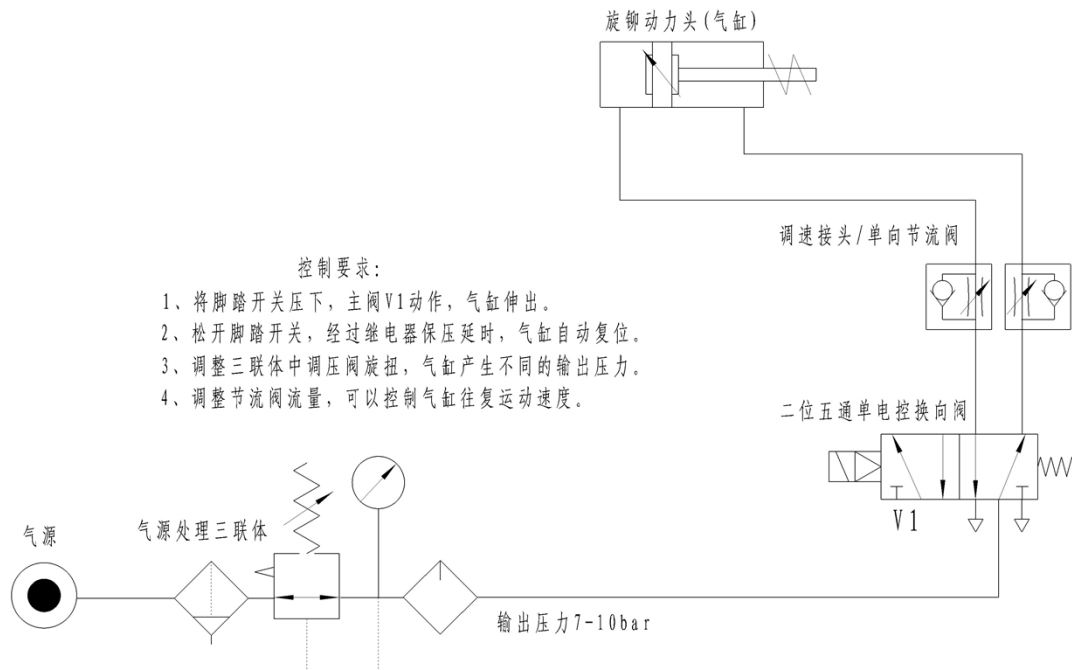 旋铆动力头(气缸)
调速接头/单向节流阀
控制要求:
1、将脚踏开关压下,主阀V1动作,气缸伸出。
2、松开脚踏开关,经过继电器保压延时,气缸自动复位。
3、调整三联体中调压阀旋扭,气缸产生不同的输出压力。
4、调整节流阀流量,可以控制气缸往复运动速度。
二位五通单电控换向阀
V1
气源
气源处理三联体
输出压力7-10bar